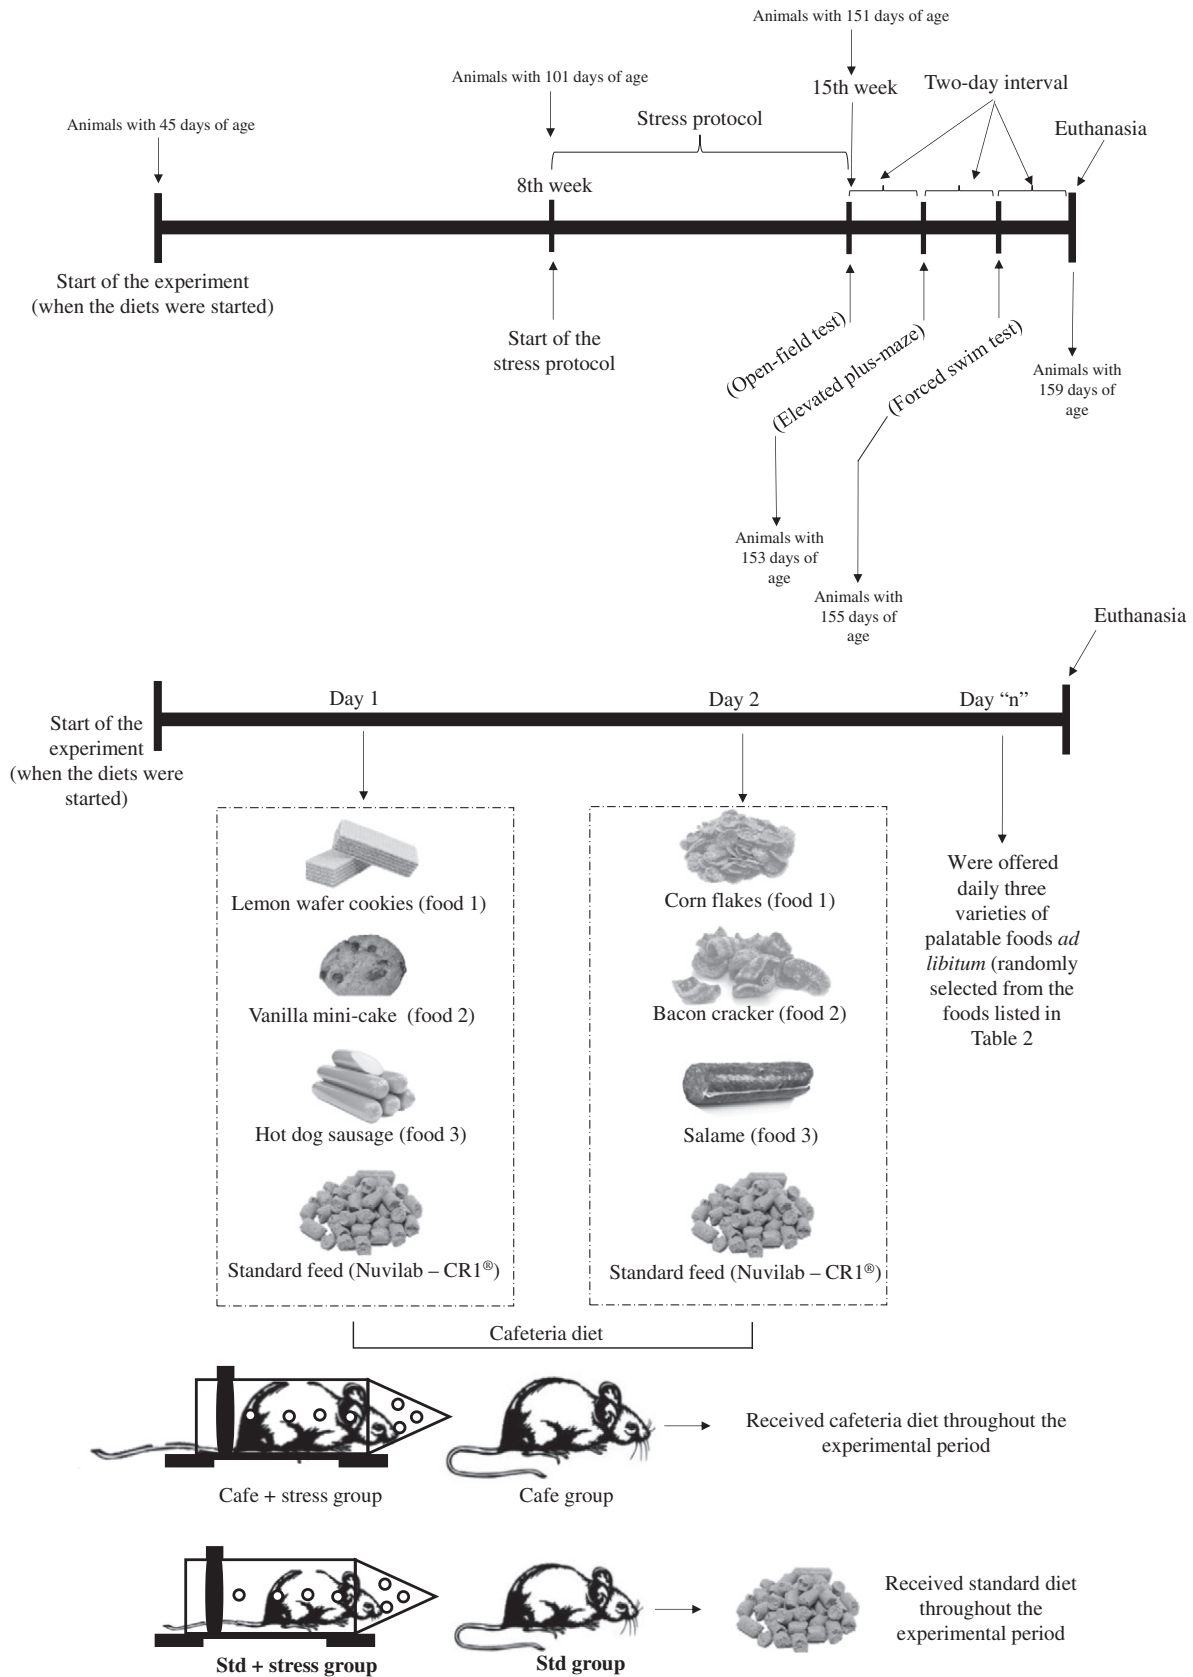 Animals with 151 days of age
Animals with 101 days of age
15th week
Two-day interval
Animals with 45 days of age
Stress protocol
Euthanasia
8th week
Start of the experiment
(when the diets were started)
Start of the
stress protocol
(Open-field test)
(Elevated plus-maze)
(Forced swim test)
Animals with
159 days of
age
Animals with
153 days of
age
Animals with
155 days of
age
Euthanasia
Day 1
Day 2
Day “n”
Start of the
experiment
(when the diets were
started)
Lemon wafer cookies (food 1)
Vanilla mini-cake (food 2)
Hot dog sausage (food 3)
Standard feed (Nuvilab – CR1®)
Corn flakes (food 1)
Bacon cracker (food 2)
Salame (food 3)
Standard feed (Nuvilab – CR1®)
Were offered
daily three
varieties of
palatable foods ad
libitum (randomly
selected from the
foods listed in
Table 2
Cafeteria diet
Received cafeteria diet throughout the
experimental period
Cafe + stress group
Cafe group
Received standard diet
throughout the
experimental period
Std + stress group
Std group